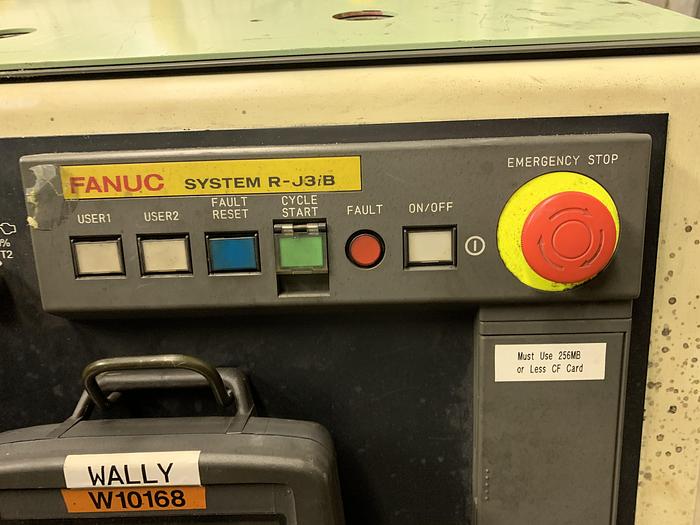 FANUC SYSTEM R-J3iB
EMERGENCY STOP
USER1
USER2
FAULT
RESET
CYCLE
START
FAULT
ON/OFF
%
T2
Must Use 256MB
or Less CF Card
WALLY
W10168